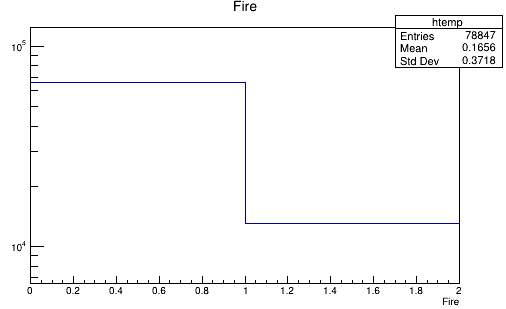 Fire
htemp
Entries 78847
Mean 0.1656
Std Dev 0.3718
10^5
10^4
0 0.2 0.4 0.6 0.8 1 1.2 1.4 1.6 1.8 2
Fire